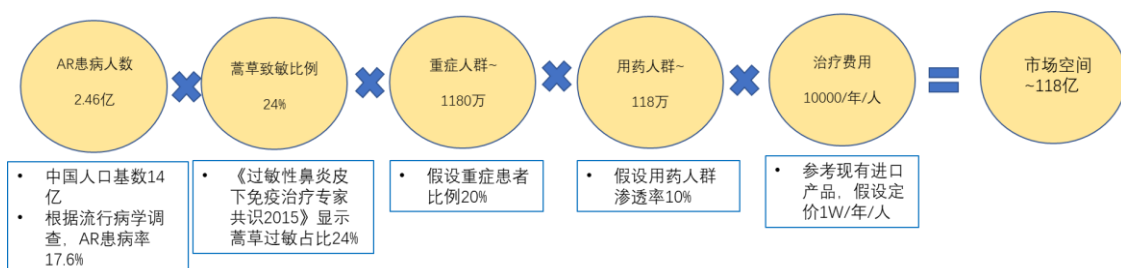 AR患病人数
2.46亿
蒿草致敏比例
24%
重症人群~
1180万
用药人群~
118万
治疗费用
10000/年/人
市场空间
~118亿
• 中国人口基数14
亿
• 根据流行病学调
查，AR患病率
17.6%
• 《过敏性鼻炎皮
下免疫治疗专家
共识2015》显示
蒿草过敏占比24%
• 假设重症患者
比例20%
• 假设用药人群
渗透率10%
• 参考现有进口
产品，假设定
价1W/年/人